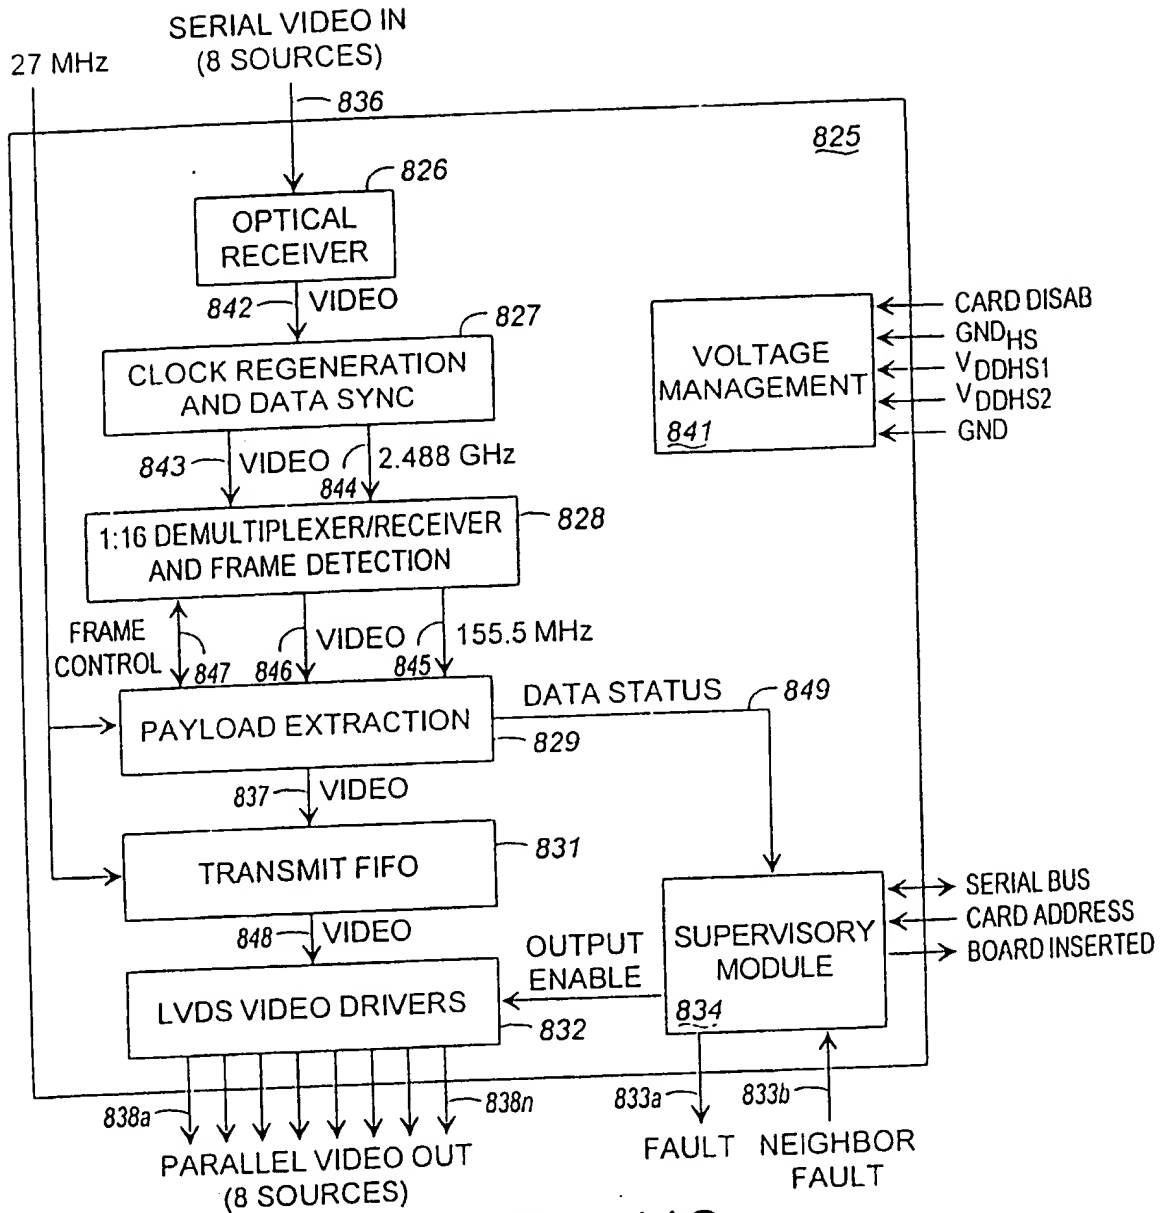 SERIAL VIDEO IN
(8 SOURCES)
27 MHz
836
825
826
OPTICAL
RECEIVER
842
VIDEO
827
CLOCK REGENERATION
AND DATA SYNC
CARD DISAB
GNDHS
VDDHS1
VDDHS2
GND
VOLTAGE
MANAGEMENT
841
843
VIDEO
844
2.488 GHz
1:16 DEMULTIPLEXER/RECEIVER
AND FRAME DETECTION
828
FRAME
CONTROL
847
846
VIDEO
845
155.5 MHz
PAYLOAD EXTRACTION
829
DATA STATUS
849
837
VIDEO
TRANSMIT FIFO
831
848
VIDEO
LVDS VIDEO DRIVERS
832
OUTPUT
ENABLE
SUPERVISORY
MODULE
834
SERIAL BUS
CARD ADDRESS
BOARD INSERTED
838a
838n
833a
833b
PARALLEL VIDEO OUT
(8 SOURCES)
FAULT
NEIGHBOR
FAULT